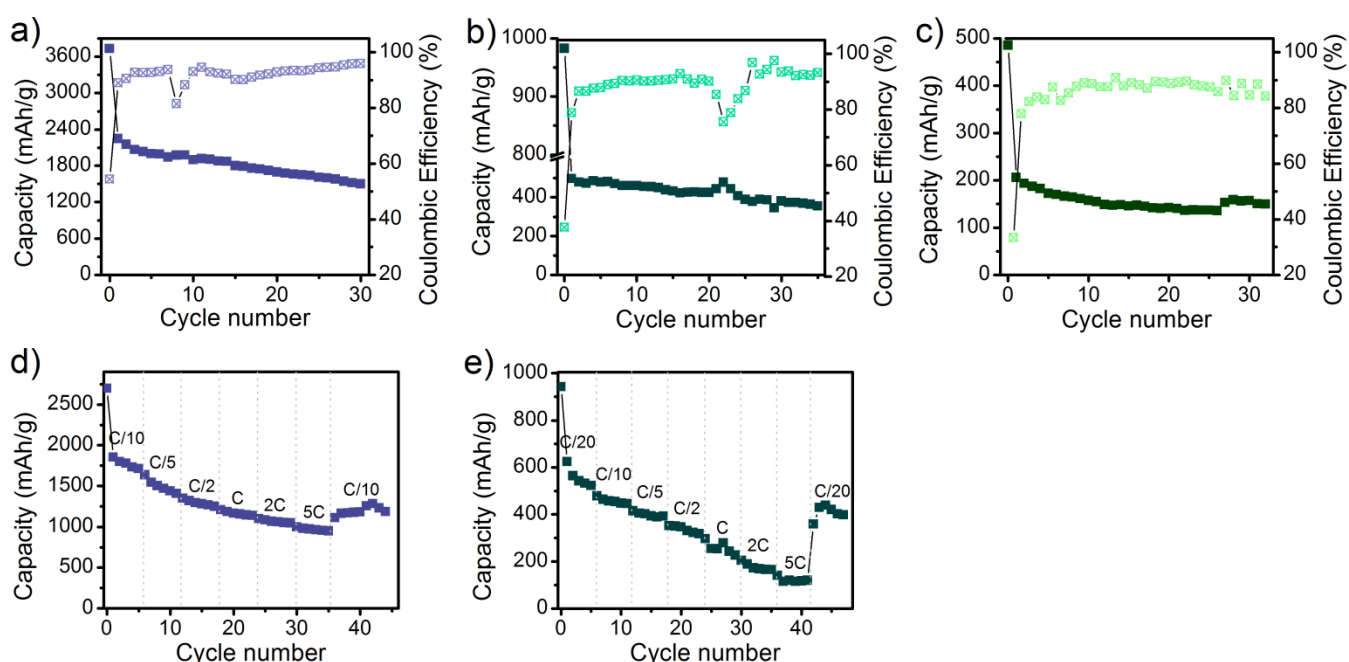 a)
Capacity (mAh/g)
3600
3000
2400
1800
1200
600
0
100
80
60
40
20
Coulombic Efficiency (%)
0 10 20 30
Cycle number
b)
Capacity (mAh/g)
1000
900
800
400
200
0
100
80
60
40
20
Coulombic Efficiency (%)
0 10 20 30
Cycle number
c)
Capacity (mAh/g)
500
400
300
200
100
0
100
80
60
40
20
Coulombic Efficiency (%)
0 10 20 30
Cycle number
d)
Capacity (mAh/g)
2500
2000
1500
1000
500
0
C/10
C/5
C/2
C
2C
5C
C/10
0 10 20 30 40
Cycle number
e)
Capacity (mAh/g)
1000
800
600
400
200
0
C/20
C/10
C/5
C/2
C
2C
5C
C/20
0 10 20 30 40
Cycle number